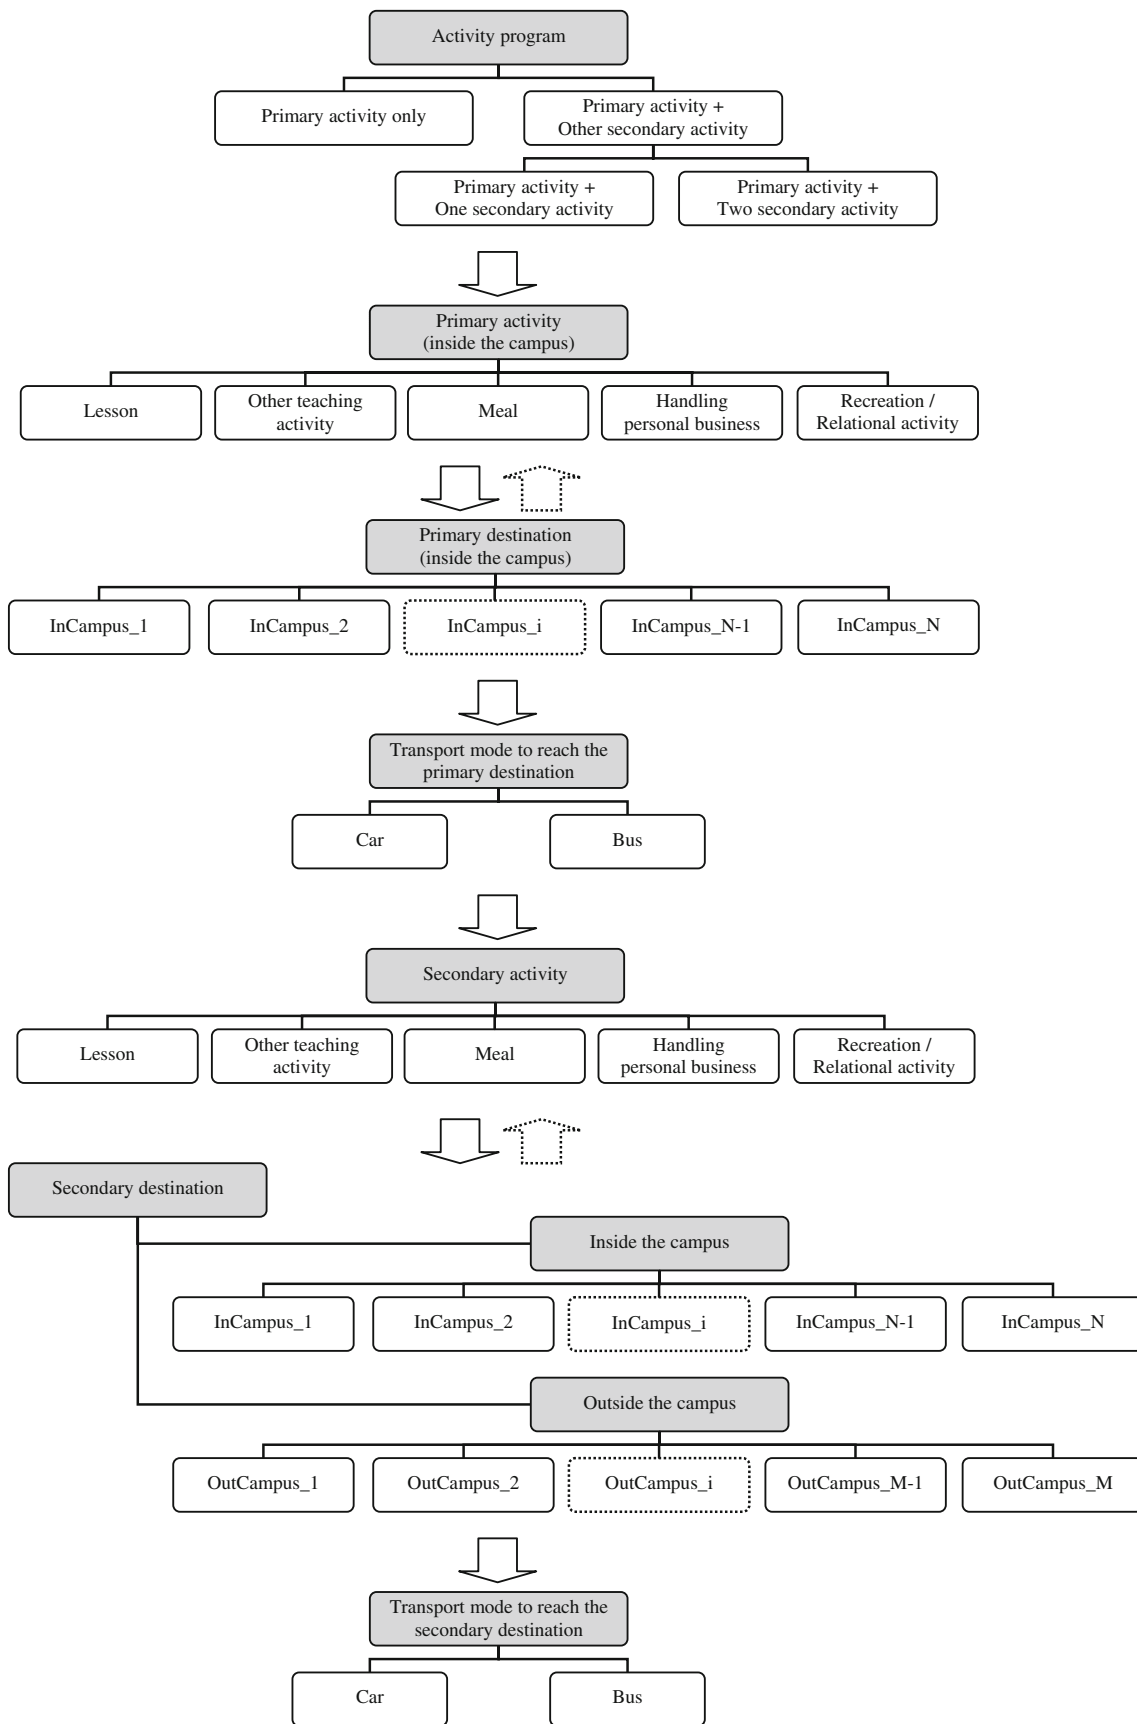 Activity program
Primary activity only
Primary activity +
Other secondary activity
Primary activity +
One secondary activity
Primary activity +
Two secondary activity
Primary activity
(inside the campus)
Lesson
Other teaching
activity
Meal
Handling
personal business
Recreation /
Relational activity
Primary destination
(inside the campus)
InCampus_1
InCampus_2
InCampus_i
InCampus_N-1
InCampus_N
Transport mode to reach the
primary destination
Car
Bus
Secondary activity
Lesson
Other teaching
activity
Meal
Handling
personal business
Recreation /
Relational activity
Secondary destination
Inside the campus
InCampus_1
InCampus_2
InCampus_i
InCampus_N-1
InCampus_N
Outside the campus
OutCampus_1
OutCampus_2
OutCampus_i
OutCampus_M-1
OutCampus_M
Transport mode to reach the
secondary destination
Car
Bus